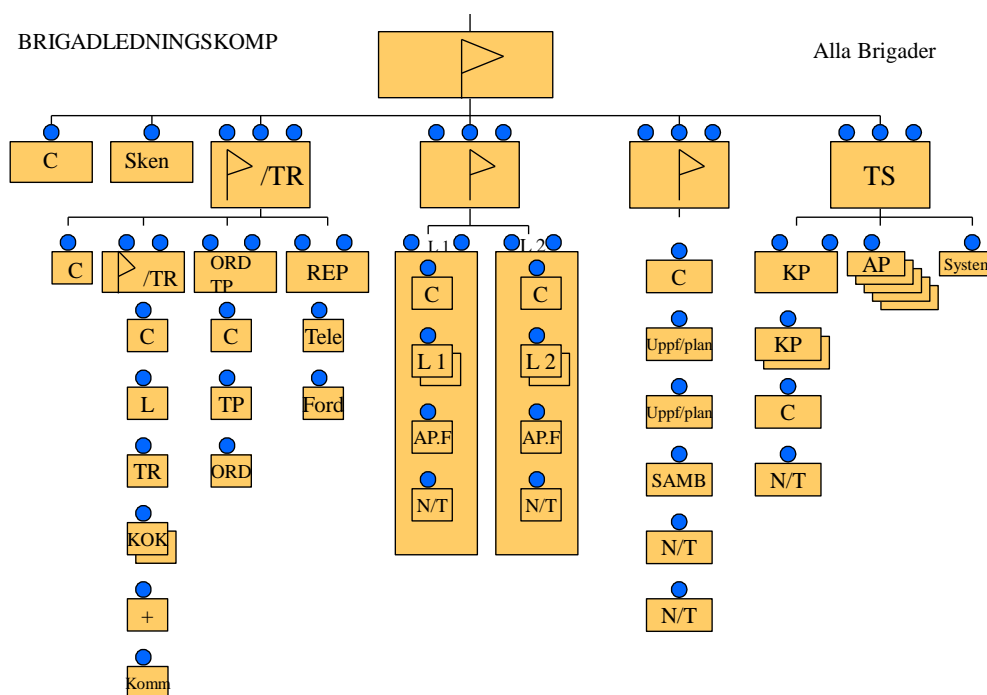 BRIGADLEDNINGSKOMP
Alla Brigader
C
Sken
/TR
TS
C
/TR
ORD
TP
REP
L 1
L 2
KP
AP
System
C
L
TR
KOK
+
Komm
C
TP
ORD
Tele
Ford
C
L 1
AP.F
N/T
C
L 2
AP.F
N/T
C
Uppf/plan
Uppf/plan
SAMB
N/T
N/T
KP
C
N/T